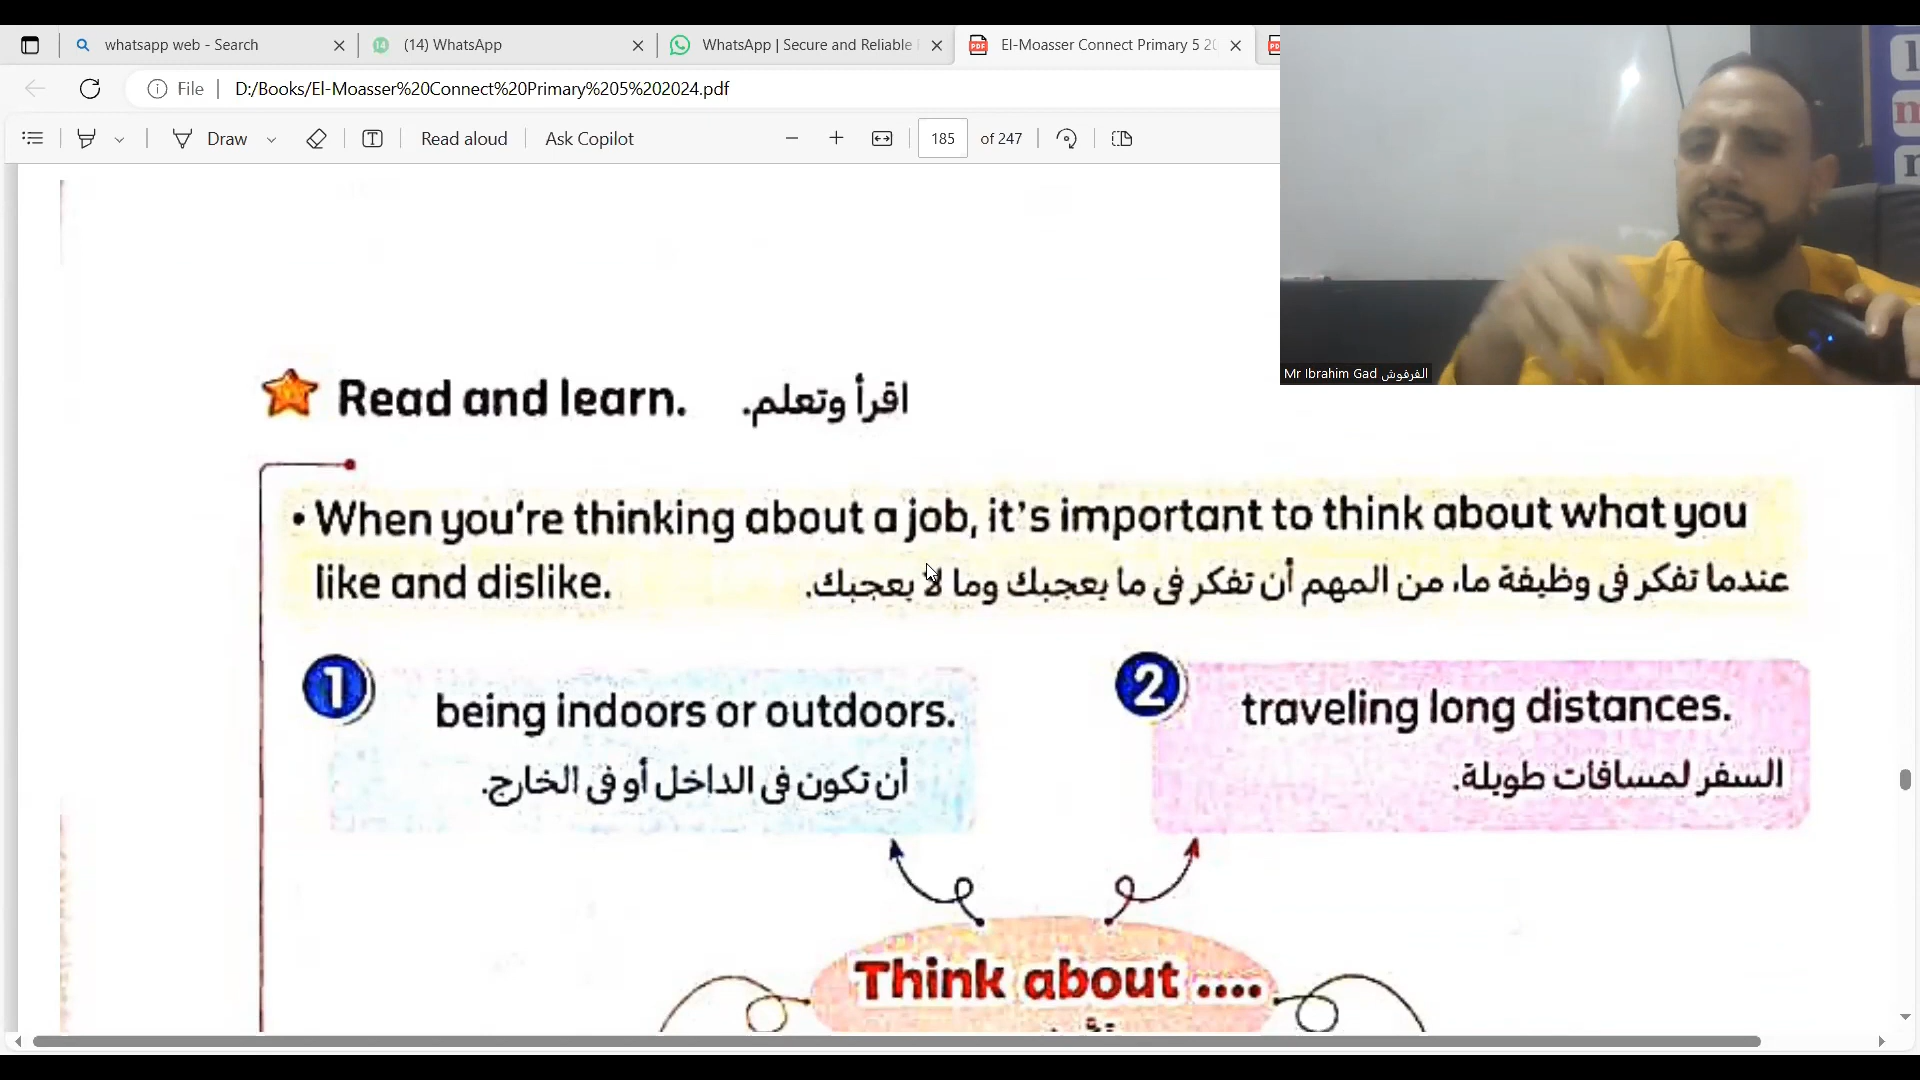 whatsapp web - Search
(14) WhatsApp
WhatsApp | Secure and Reliable
El-Moasser Connect Primary 5 20
File
D:/Books/El-Moasser%20Connect%20Primary%205%202024.pdf
Draw
Read aloud
Ask Copilot
185 of 247
Mr Ibrahim Gad الفرفوش
Read and learn. اقرأ وتعلم.
• When you're thinking about a job, it's important to think about what you
like and dislike. عندما تفكر فى وظيفة ما، من المهم أن تفكر فى ما يعجبك وما لا يعجبك.
1 being indoors or outdoors.
أن تكون فى الداخل أو فى الخارج.
2 traveling long distances.
السفر لمسافات طويلة.
Think about ....